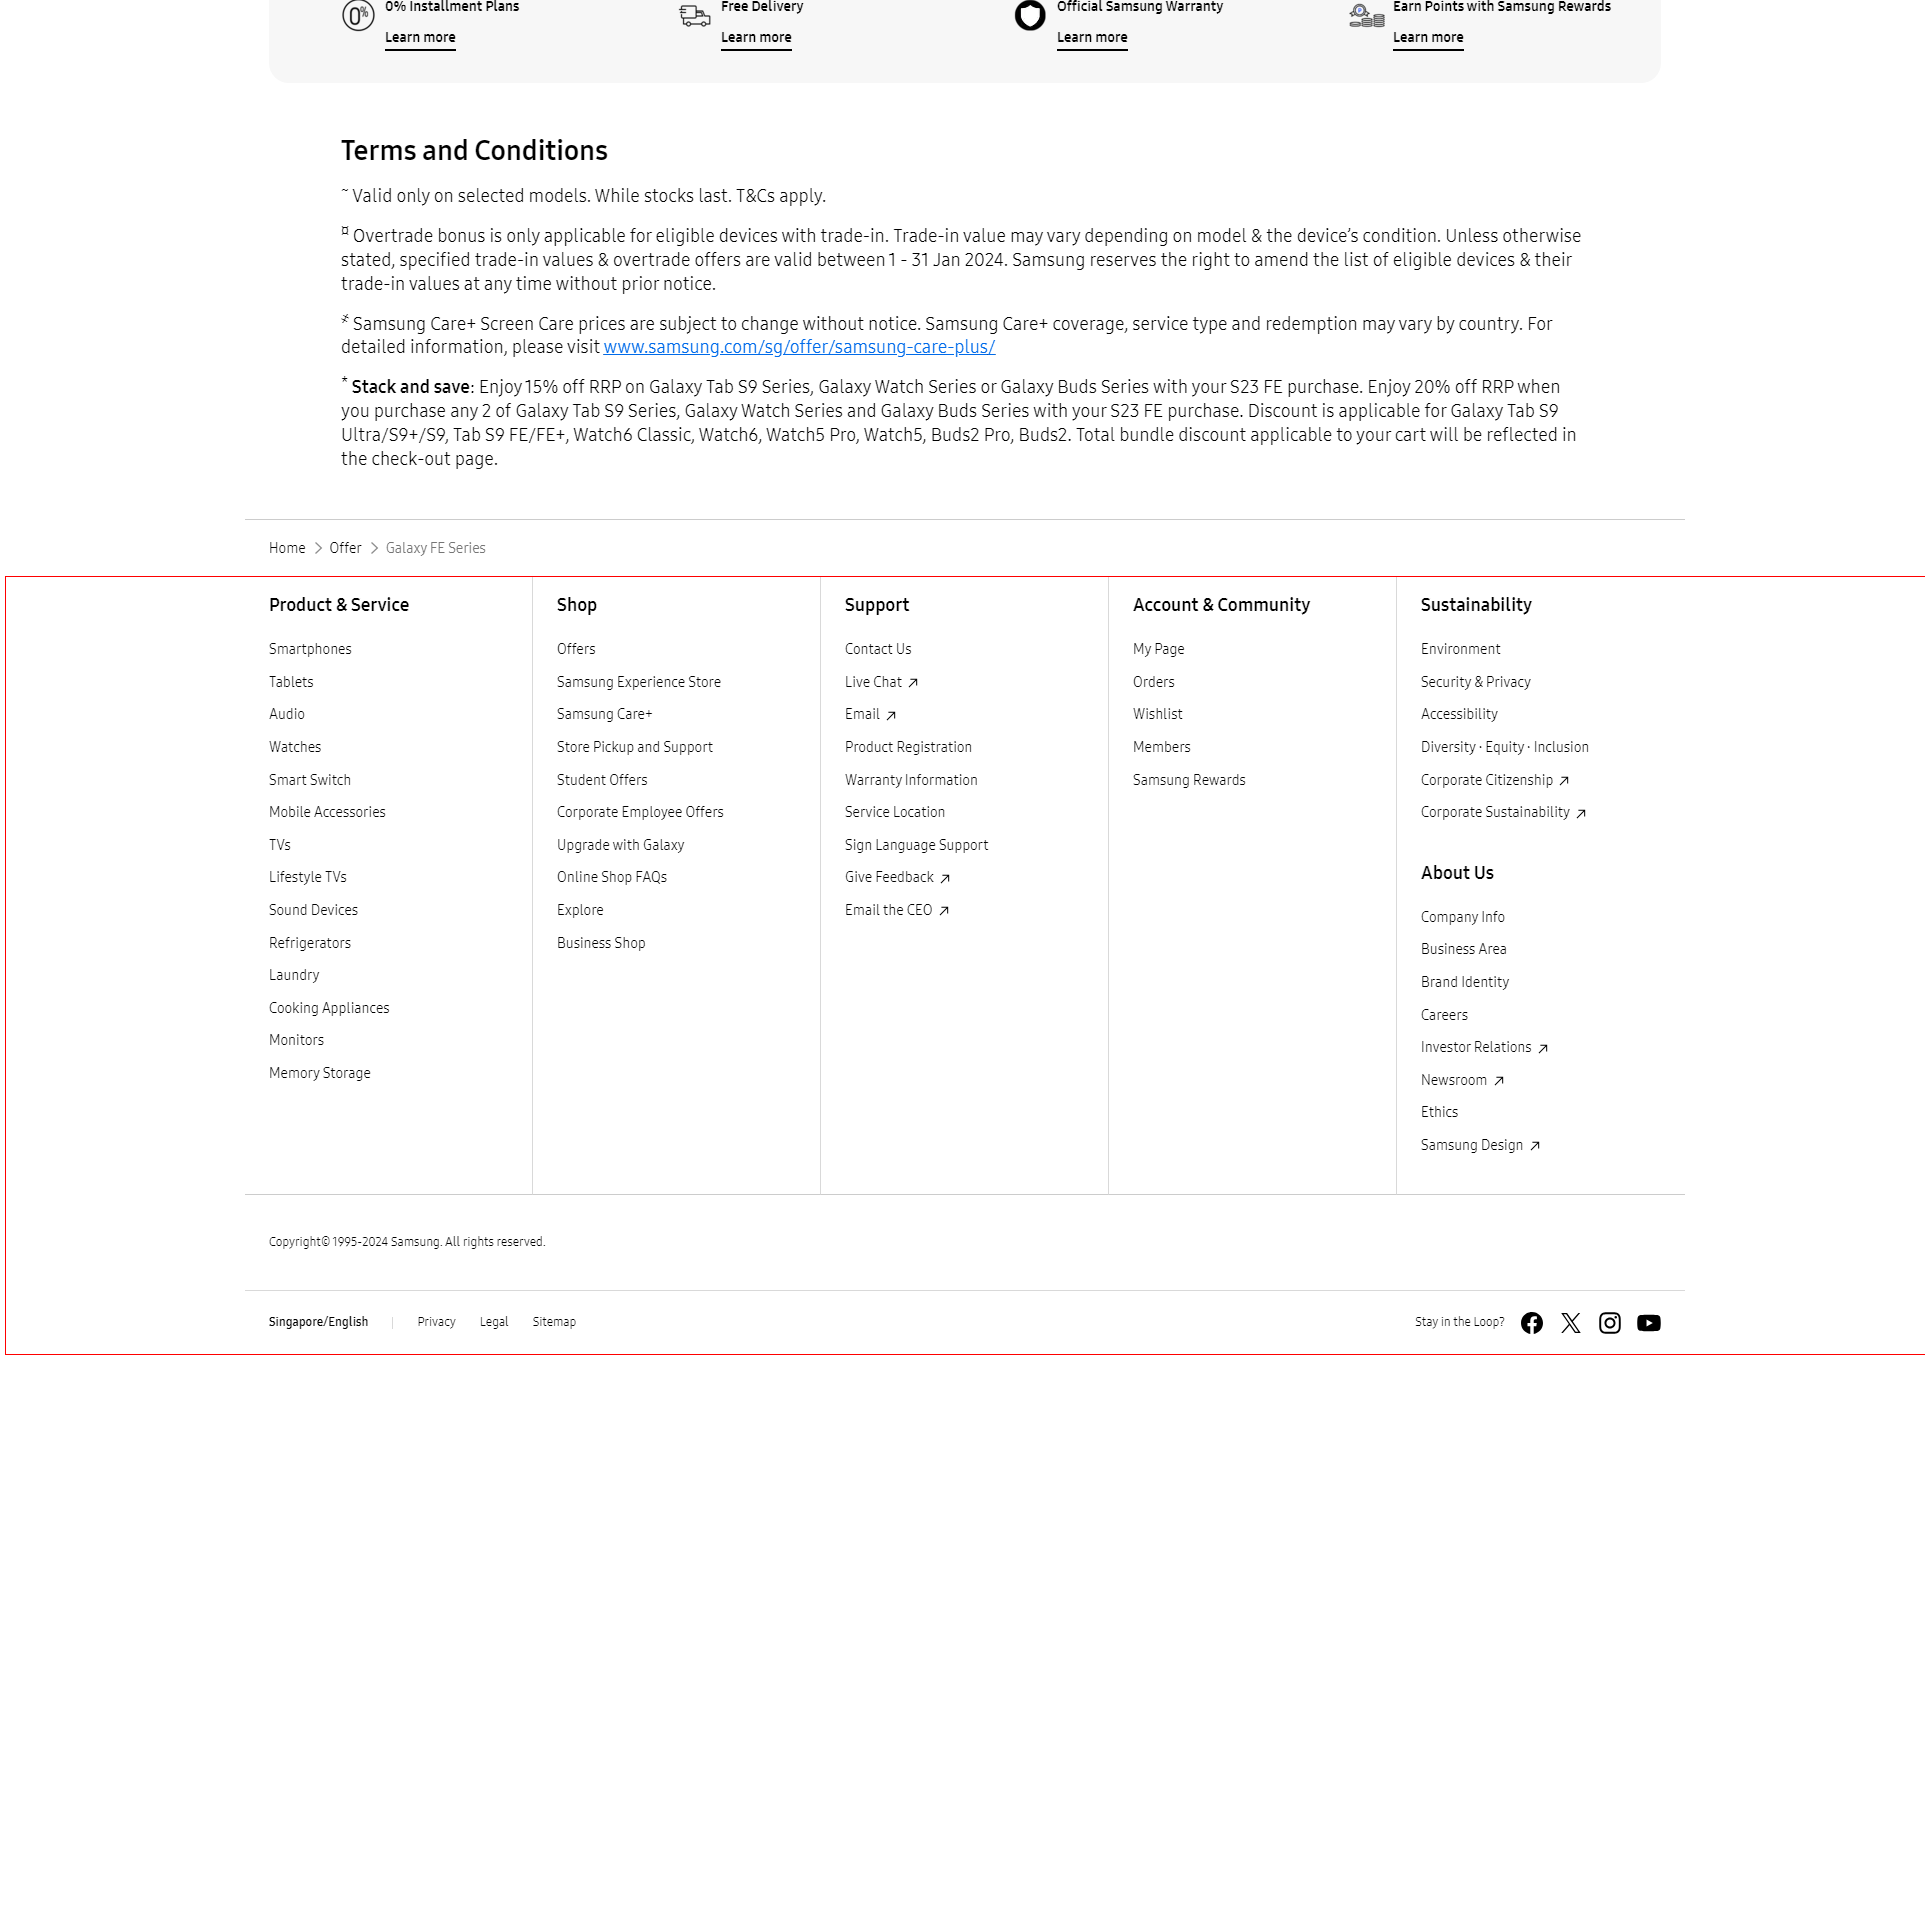 0% Installment Plans
Learn more
Free Delivery
Learn more
Official Samsung Warranty
Learn more
Earn Points with Samsung Rewards
Learn more
Terms and Conditions
~ Valid only on selected models. While stocks last. T&Cs apply.
¤ Overtrade bonus is only applicable for eligible devices with trade-in. Trade-in value may vary depending on model & the device’s condition. Unless otherwise
stated, specified trade-in values & overtrade offers are valid between 1 - 31 Jan 2024. Samsung reserves the right to amend the list of eligible devices & their
trade-in values at any time without prior notice.
Samsung Care+ Screen Care prices are subject to change without notice. Samsung Care+ coverage, service type and redemption may vary by country. For
detailed information, please visit www.samsung.com/sg/offer/samsung-care-plus/
* Stack and save: Enjoy 15% off RRP on Galaxy Tab S9 Series, Galaxy Watch Series or Galaxy Buds Series with your S23 FE purchase. Enjoy 20% off RRP when
you purchase any 2 of Galaxy Tab S9 Series, Galaxy Watch Series and Galaxy Buds Series with your S23 FE purchase. Discount is applicable for Galaxy Tab S9
Ultra/S9+/S9, Tab S9 FE/FE+, Watch6 Classic, Watch6, Watch5 Pro, Watch5, Buds2 Pro, Buds2. Total bundle discount applicable to your cart will be reflected in
the check-out page.
Home > Offer > Galaxy FE Series
Product & Service
Smartphones
Tablets
Audio
Watches
Smart Switch
Mobile Accessories
TVs
Lifestyle TVs
Sound Devices
Refrigerators
Laundry
Cooking Appliances
Monitors
Memory Storage
Shop
Offers
Samsung Experience Store
Samsung Care+
Store Pickup and Support
Student Offers
Corporate Employee Offers
Upgrade with Galaxy
Online Shop FAQs
Explore
Business Shop
Support
Contact Us
Live Chat
Email
Product Registration
Warranty Information
Service Location
Sign Language Support
Give Feedback
Email the CEO
Account & Community
My Page
Orders
Wishlist
Members
Samsung Rewards
Sustainability
Environment
Security & Privacy
Accessibility
Diversity · Equity · Inclusion
Corporate Citizenship
Corporate Sustainability
About Us
Company Info
Business Area
Brand Identity
Careers
Investor Relations
Newsroom
Ethics
Samsung Design
Copyright© 1995-2024 Samsung. All rights reserved.
Singapore/English | Privacy Legal Sitemap
Stay in the Loop?